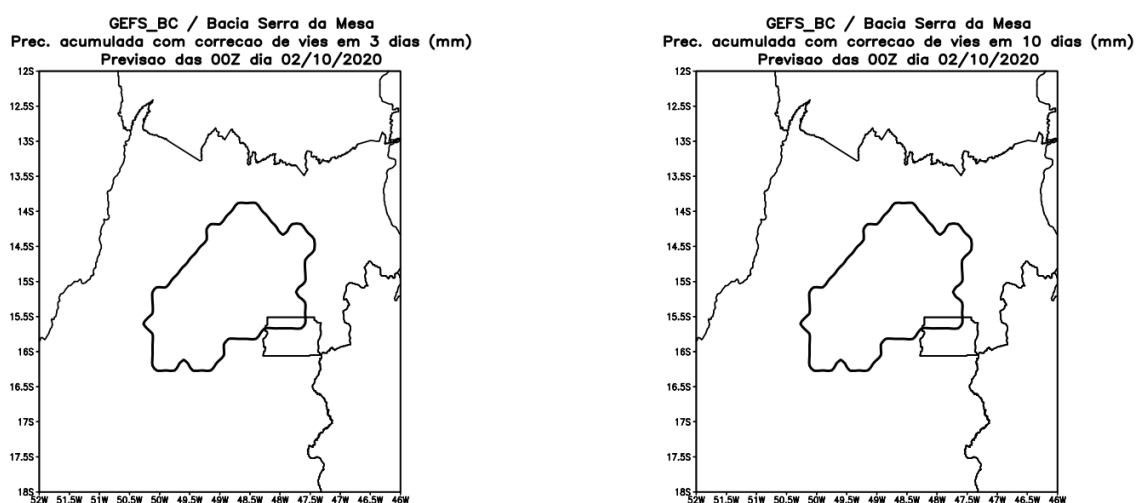 GEFS_BC / Bacia Serra da Mesa
Prec. acumulada com correcao de vies em 3 dias (mm)
Previsao das 00Z dia 02/10/2020
12S
12.5S
13S
13.5S
14S
14.5S
15S
15.5S
16S
16.5S
17S
17.5S
18S
52W 51.5W 51W 50.5W 50W 49.5W 49W 48.5W 48W 47.5W 47W 46.5W 46W
GEFS_BC / Bacia Serra da Mesa
Prec. acumulada com correcao de vies em 10 dias (mm)
Previsao das 00Z dia 02/10/2020
12S
12.5S
13S
13.5S
14S
14.5S
15S
15.5S
16S
16.5S
17S
17.5S
18S
52W 51.5W 51W 50.5W 50W 49.5W 49W 48.5W 48W 47.5W 47W 46.5W 46W